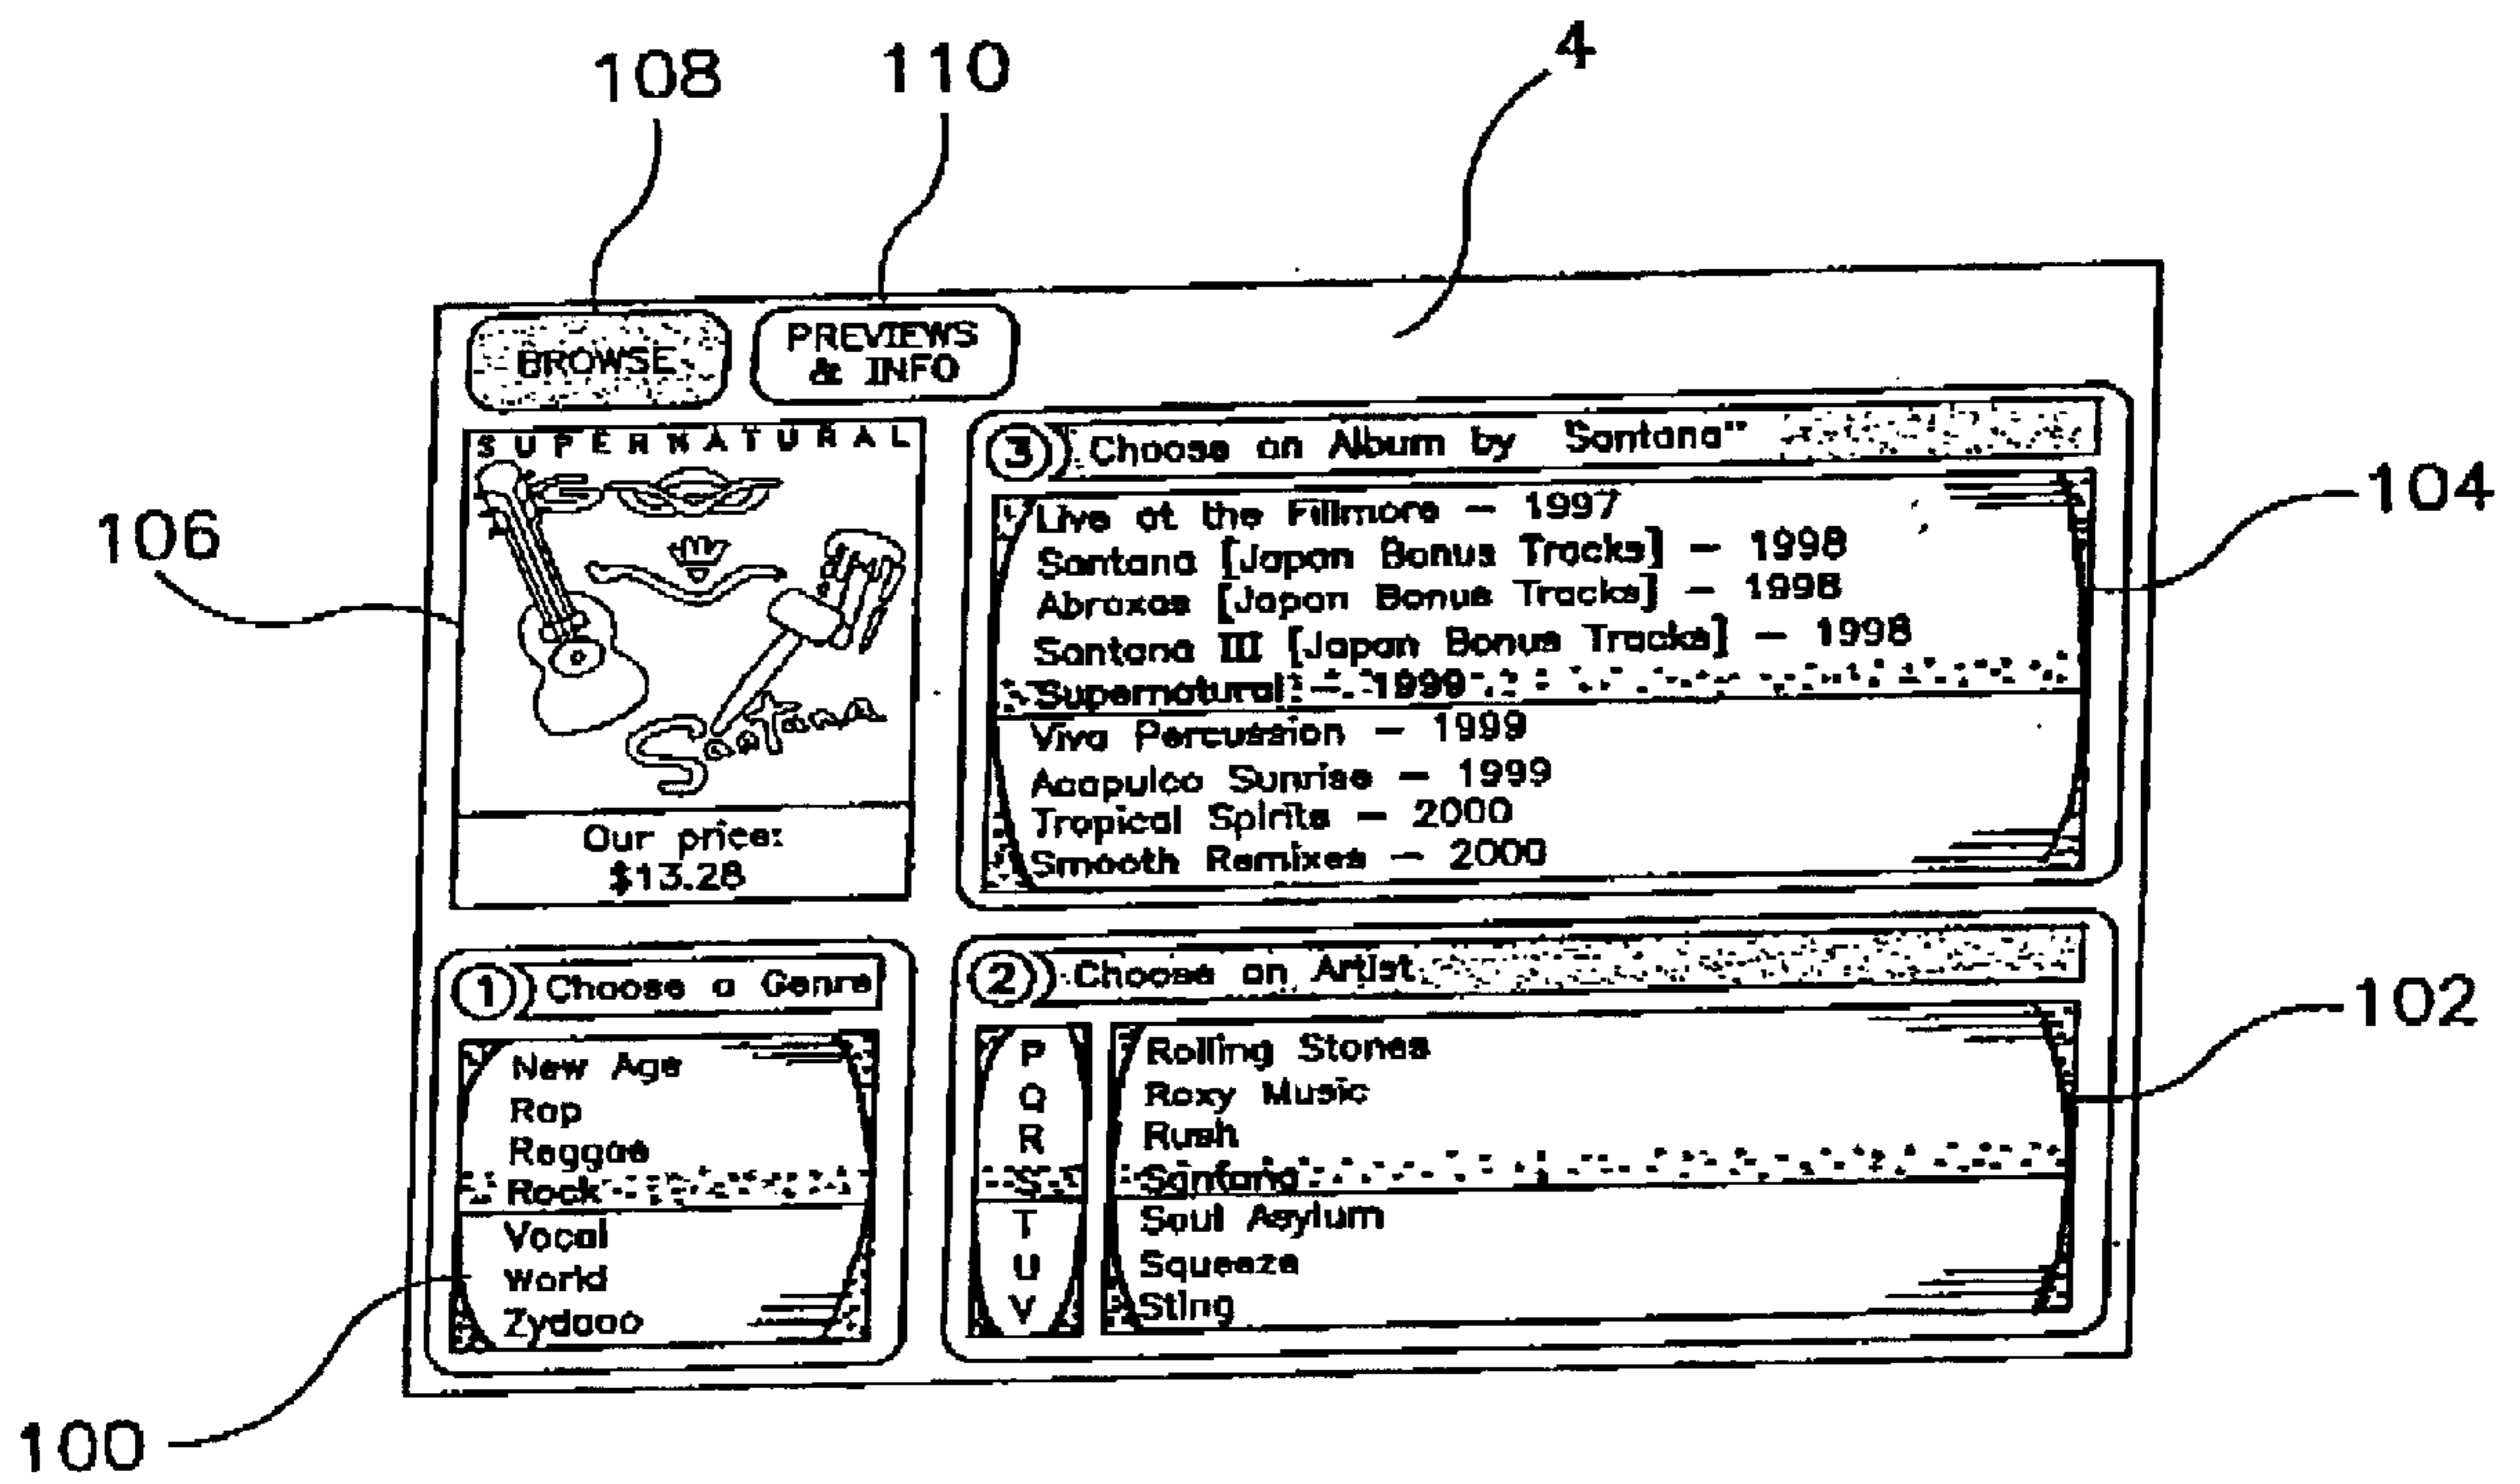 108
110
4
BROWSE
PREVIEWS
& INFO
SUPERNATURAL
106
Our price:
$13.28
3 Choose an Album by "Santana"
Live at the Fillmore – 1997
Santana [Japan Bonus Tracks] – 1998
Abraxas [Japan Bonus Tracks] – 1998
Santana III [Japan Bonus Tracks] – 1998
Supernatural – 1999
Viva Percussion – 1999
Acapulco Sunrise – 1999
Tropical Spirits – 2000
Smooth Remixes – 2000
104
1 Choose a Genre
New Age
Rap
Reggae
Rock
Vocal
World
Zydaoo
100
2 Choose an Artist
P
Q
R
S
T
U
V
Rolling Stones
Roxy Music
Rush
Santana
Soul Asylum
Squeeze
Sting
102